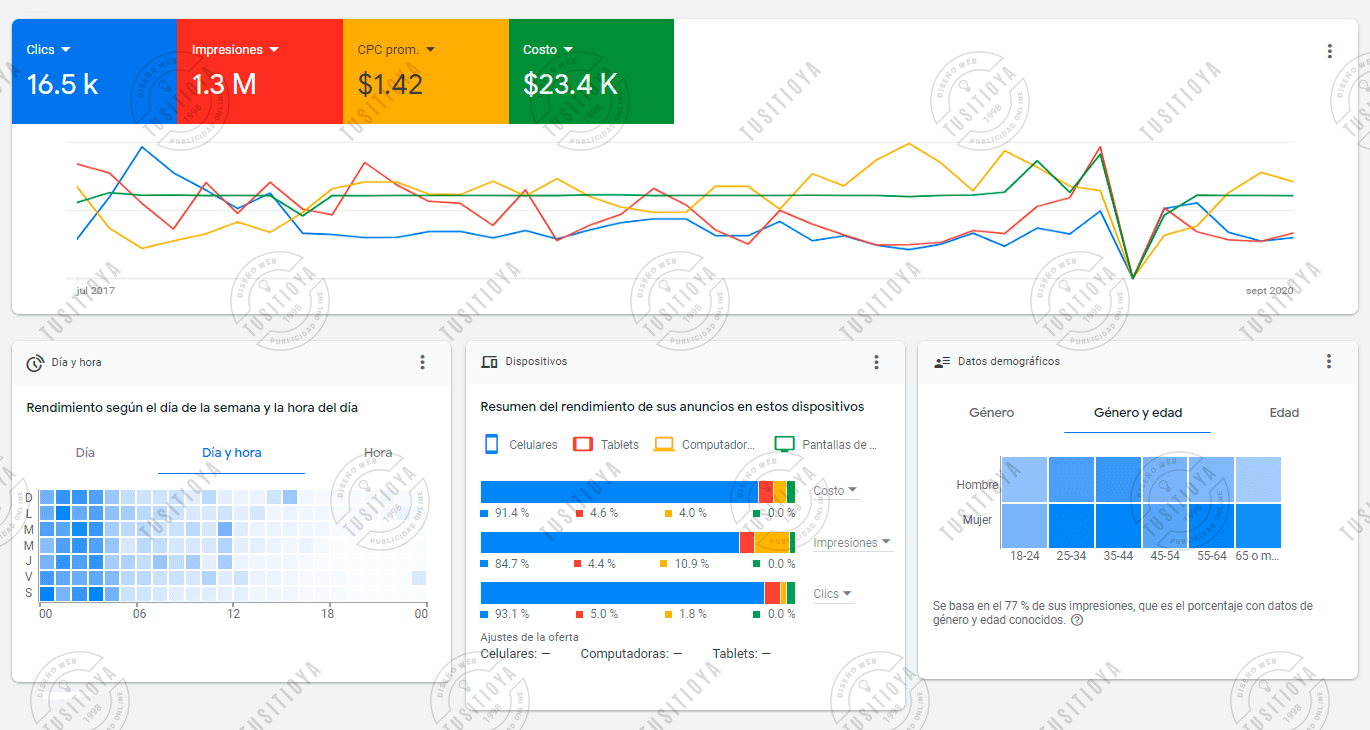 Clics Impresiones CPC prom. Costo
16.5 k 1.3 M $1.42 $23.4 K
jul 2017 sept 2020
Día y hora
Rendimiento según el día de la semana y la hora del día
Día Día y hora Hora
D
L
M
M
J
V
S
00 06 12 18 00
Dispositivos
Resumen del rendimiento de sus anuncios en estos dispositivos
Celulares Tablets Computador... Pantallas de ...
Costo
91.4 % 4.6 % 4.0 % 0.0 %
Impresiones
84.7 % 4.4 % 10.9 % 0.0 %
Clics
93.1 % 5.0 % 1.8 % 0.0 %
Ajustes de la oferta
Celulares: — Computadoras: — Tablets: —
Datos demográficos
Género Género y edad Edad
Hombre
Mujer
18-24 25-34 35-44 45-54 55-64 65 o m...
Se basa en el 77 % de sus impresiones, que es el porcentaje con datos de
género y edad conocidos.
TUSITIOYA
DISEÑO WEB
TUSITIOYA
1998
PUBLICIDAD ONLINE